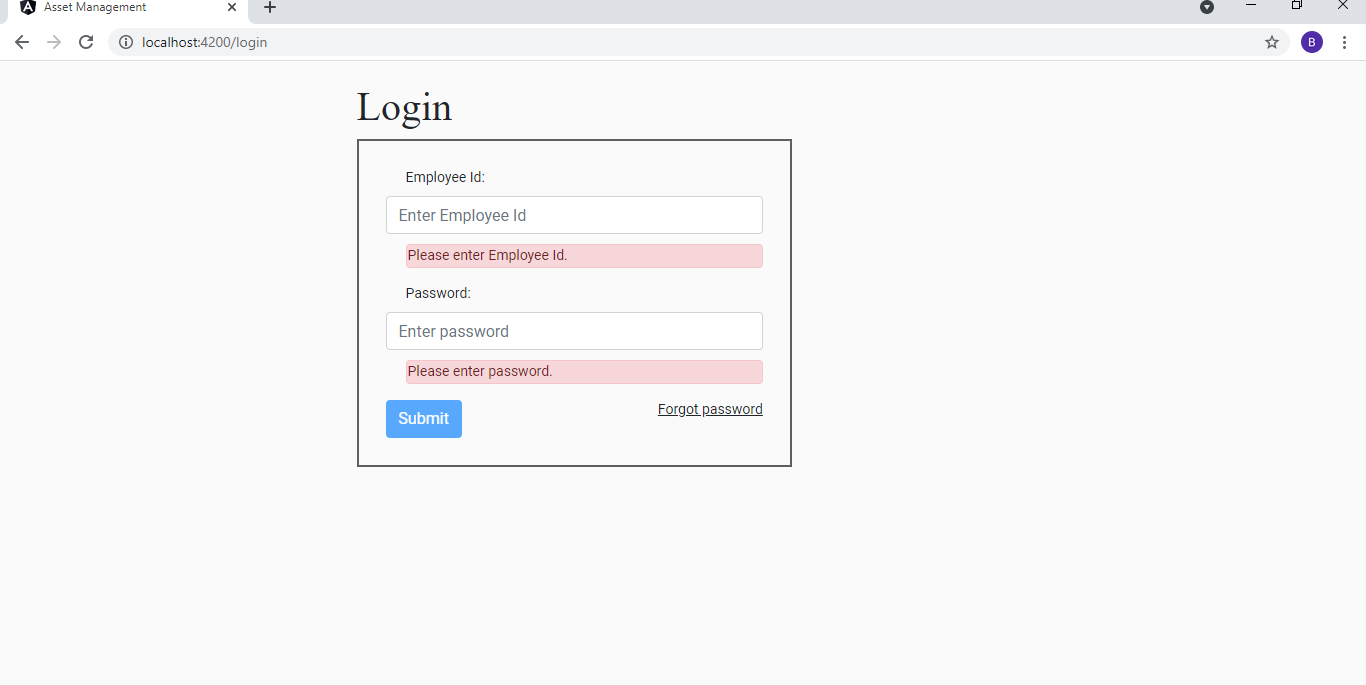 Asset Management
localhost:4200/login
B
Login
Employee Id:
Enter Employee Id
Please enter Employee Id.
Password:
Enter password
Please enter password.
Submit
Forgot password